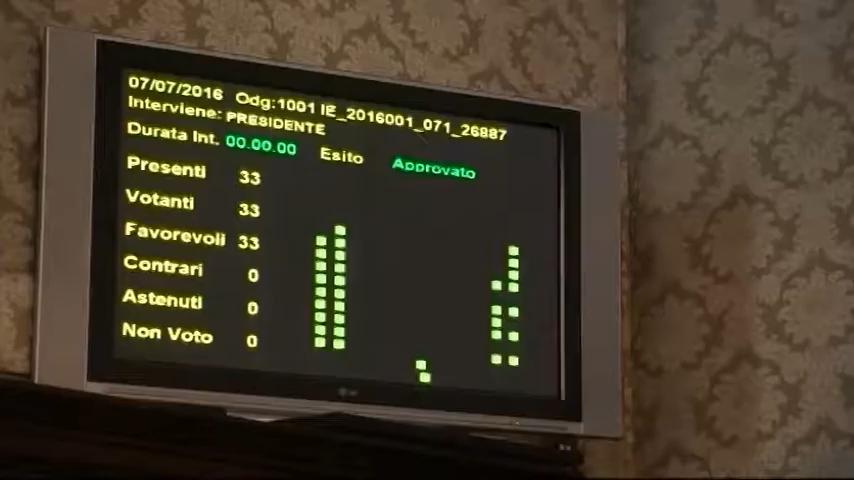 07/07/2016 Odg:1001 IE_2016001_071_26887
Interviene: PRESIDENTE
Durata Int. 00.00.00 Esito Approvato
Presenti 33
Votanti 33
Favorevoli 33
Contrari 0
Astenuti 0
Non Voto 0
LG